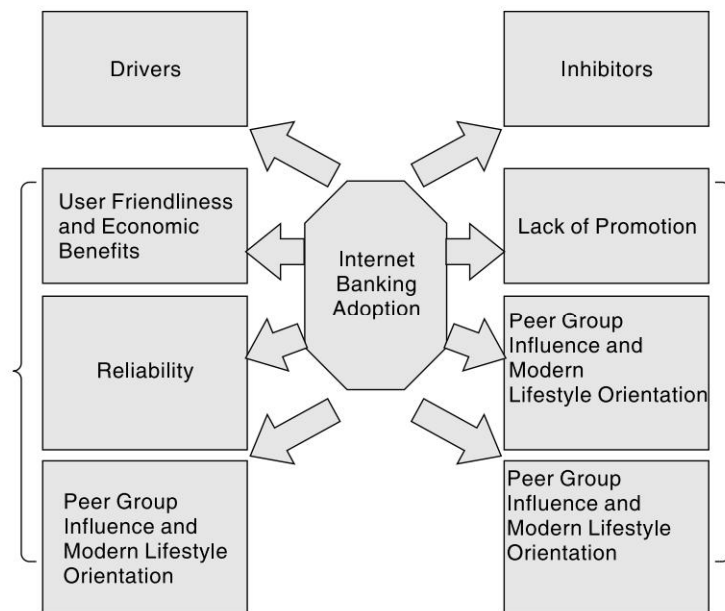 Drivers
Inhibitors
User Friendliness
and Economic
Benefits
Internet
Banking
Adoption
Lack of Promotion
Reliability
Peer Group
Influence and
Modern
Lifestyle Orientation
Peer Group
Influence and
Modern Lifestyle
Orientation
Peer Group
Influence and
Modern Lifestyle
Orientation